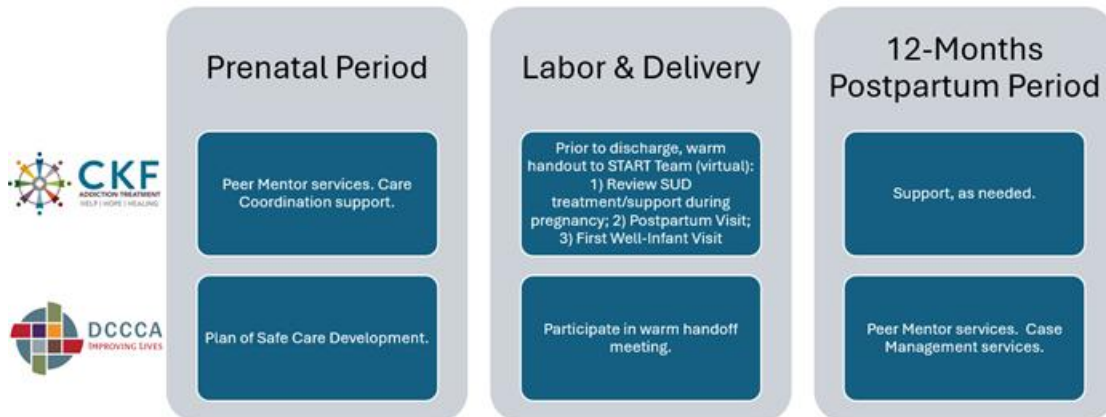 Prenatal Period
Labor & Delivery
12-Months
Postpartum Period
CKF
ADDICTION TREATMENT
HELP | HOPE | HEALING
Peer Mentor services. Care
Coordination support.
Prior to discharge, warm
handout to START Team (virtual):
1) Review SUD
treatment/support during
pregnancy; 2) Postpartum Visit;
3) First Well-Infant Visit
Support, as needed.
DCCCA
IMPROVING LIVES
Plan of Safe Care Development.
Participate in warm handoff
meeting.
Peer Mentor services. Case
Management services.